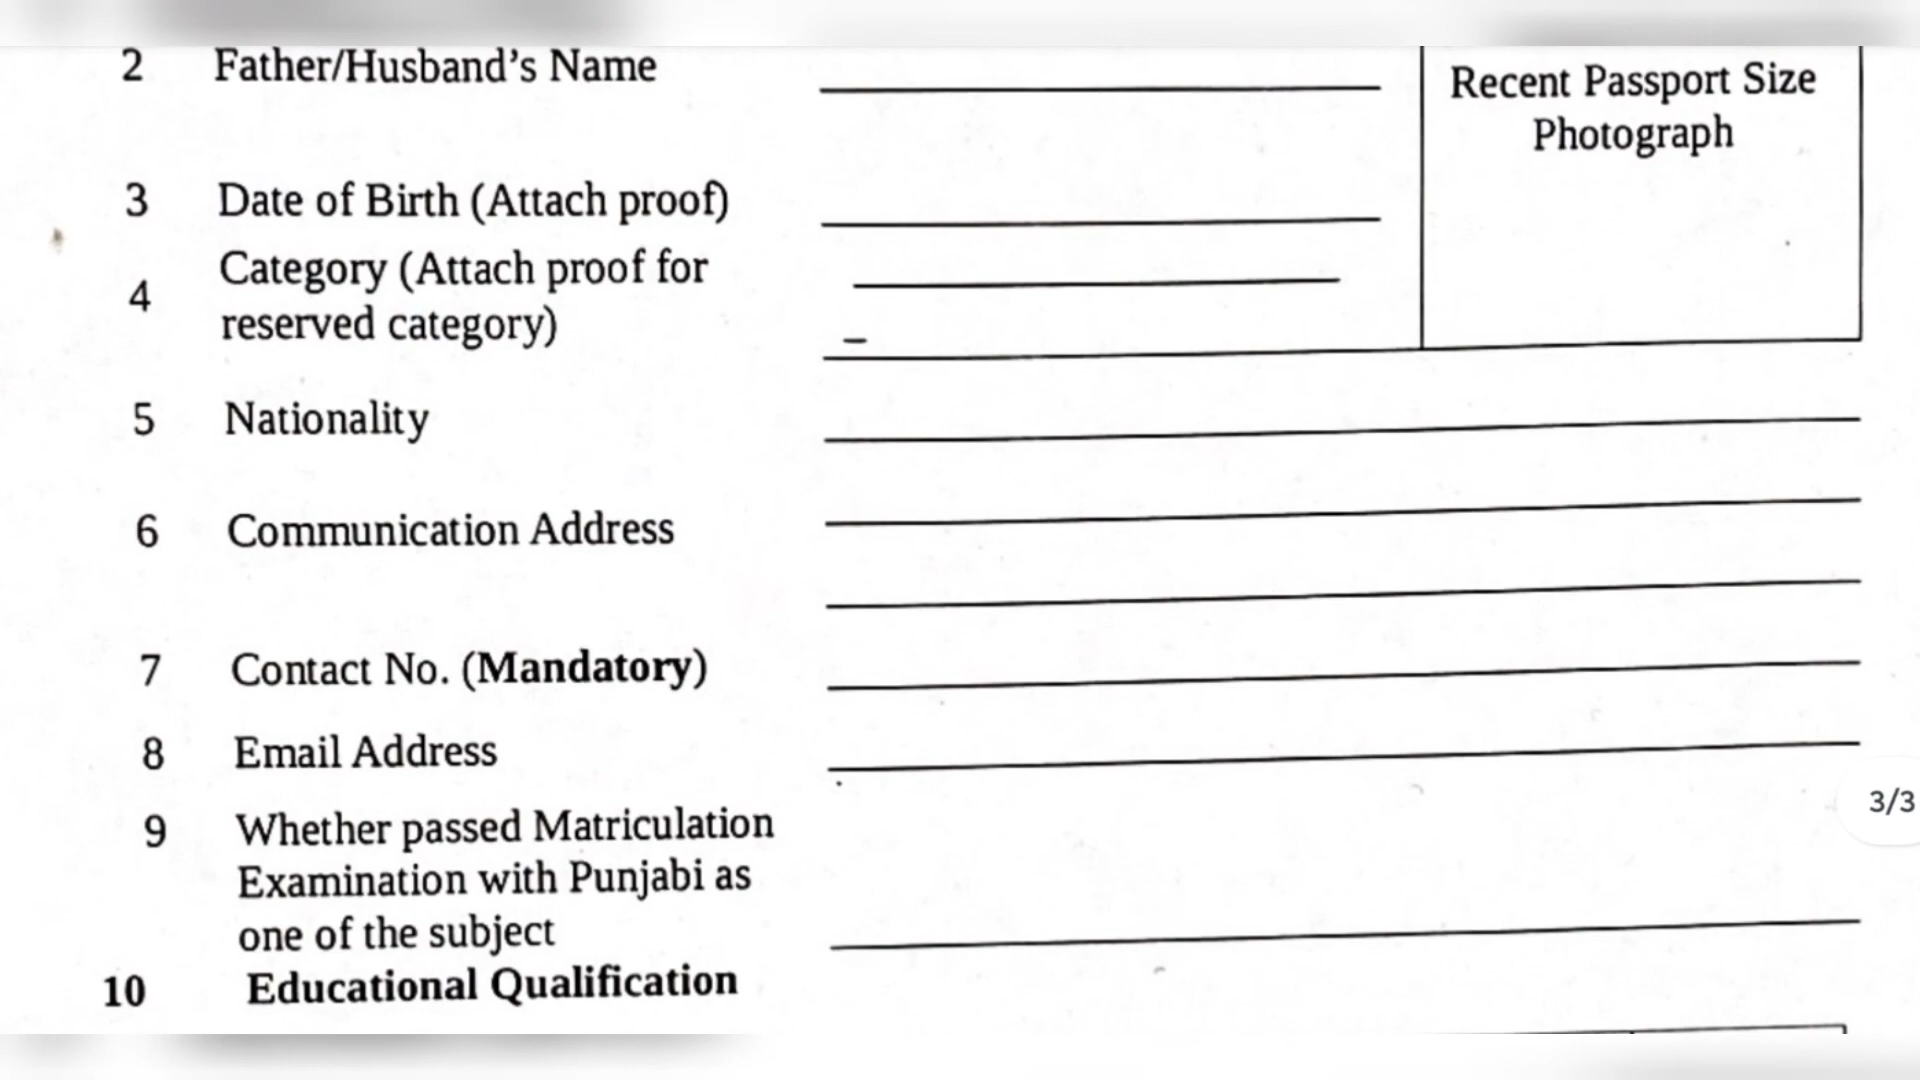 2 Father/Husband's Name
Recent Passport Size
Photograph
3 Date of Birth (Attach proof)
4 Category (Attach proof for
reserved category)
5 Nationality
6 Communication Address
7 Contact No. (Mandatory)
8 Email Address
3/3
9 Whether passed Matriculation
Examination with Punjabi as
one of the subject
10 Educational Qualification